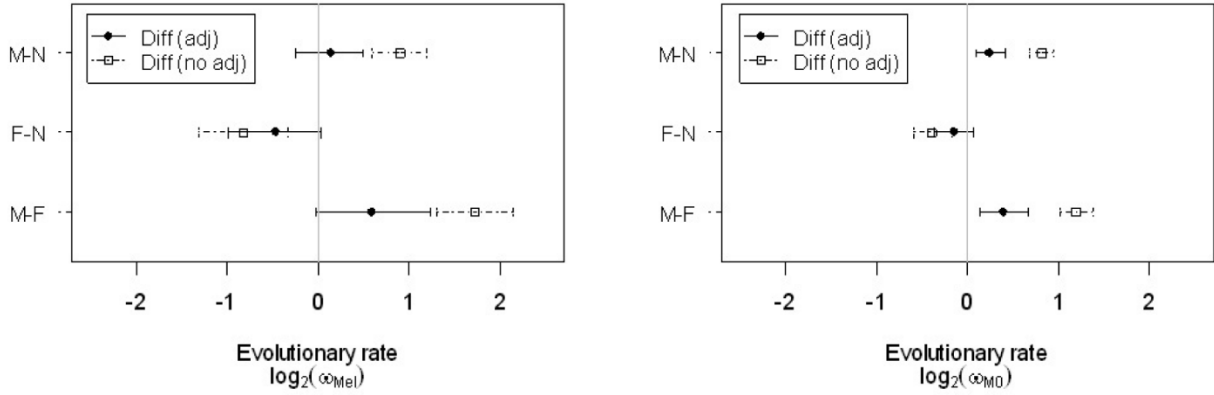 Diff (adj)
Diff (no adj)
M-N
F-N
M-F
-2 -1 0 1 2
Evolutionary rate
log₂(ωMel)
Diff (adj)
Diff (no adj)
M-N
F-N
M-F
-2 -1 0 1 2
Evolutionary rate
log₂(ωM0)